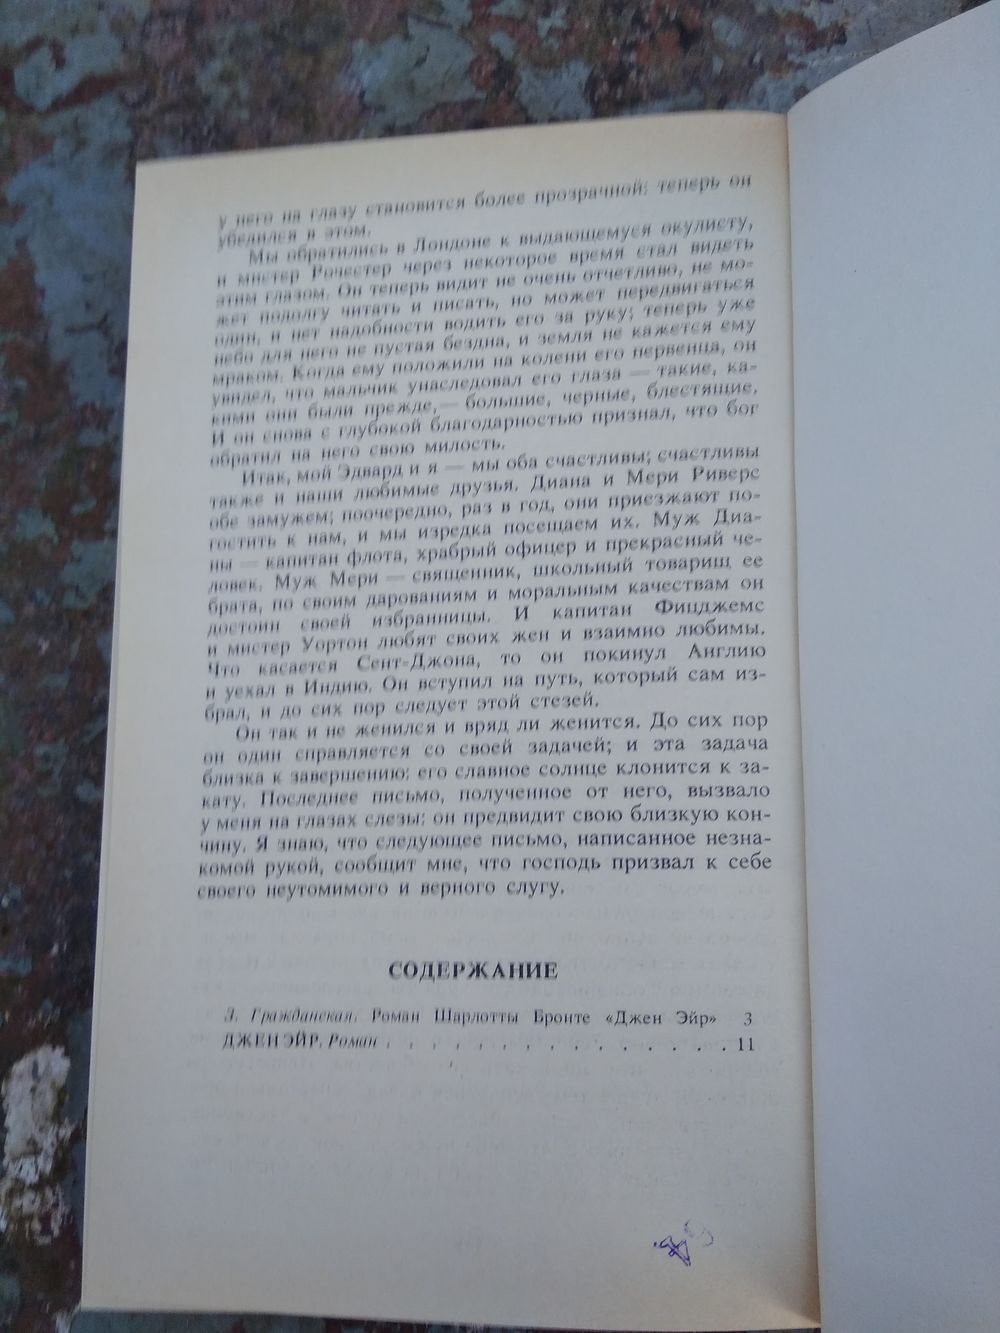 у него на глазу становится более прозрачной; теперь он
убедился в этом.
Мы обратились в Лондоне к выдающемуся окулисту,
и мистер Рочестер через некоторое время стал видеть
этим глазом. Он теперь видит не очень отчетливо, не мо-
жет подолгу читать и писать, но может передвигаться
один, и нет надобности водить его за руку; теперь уже
небо для него не пустая бездна, и земля не кажется ему
мраком. Когда ему положили на колени его первенца, он
увидел, что мальчик унаследовал его глаза — такие, ка-
кими они были прежде,— большие, черные, блестящие.
И он снова с глубокой благодарностью признал, что бог
обратил на него свою милость.
Итак, мой Эдвард и я — мы оба счастливы; счастливы
также и наши любимые друзья. Диана и Мери Риверс
обе замужем; поочередно, раз в год, они приезжают по-
гостить к нам, и мы изредка посещаем их. Муж Диа-
ны — капитан флота, храбрый офицер и прекрасный че-
ловек. Муж Мери — священник, школьный товарищ ее
брата, по своим дарованиям и моральным качествам он
достоин своей избранницы. И капитан Фицджемс
и мистер Уортон любят своих жен и взаимно любимы.
Что касается Сент-Джона, то он покинул Англию
и уехал в Индию. Он вступил на путь, который сам из-
брал, и до сих пор следует этой стезей.
Он так и не женился и вряд ли женится. До сих пор
он один справляется со своей задачей; и эта задача
близка к завершению: его славное солнце клонится к за-
кату. Последнее письмо, полученное от него, вызвало
у меня на глазах слезы: он предвидит свою близкую кон-
чину. Я знаю, что следующее письмо, написанное незна-
комой рукой, сообщит мне, что господь призвал к себе
своего неутомимого и верного слугу.
СОДЕРЖАНИЕ
З. Гражданская. Роман Шарлотты Бронте «Джен Эйр» 3
ДЖЕН ЭЙР. Роман . . . . . . . . . . . . . . . . 11